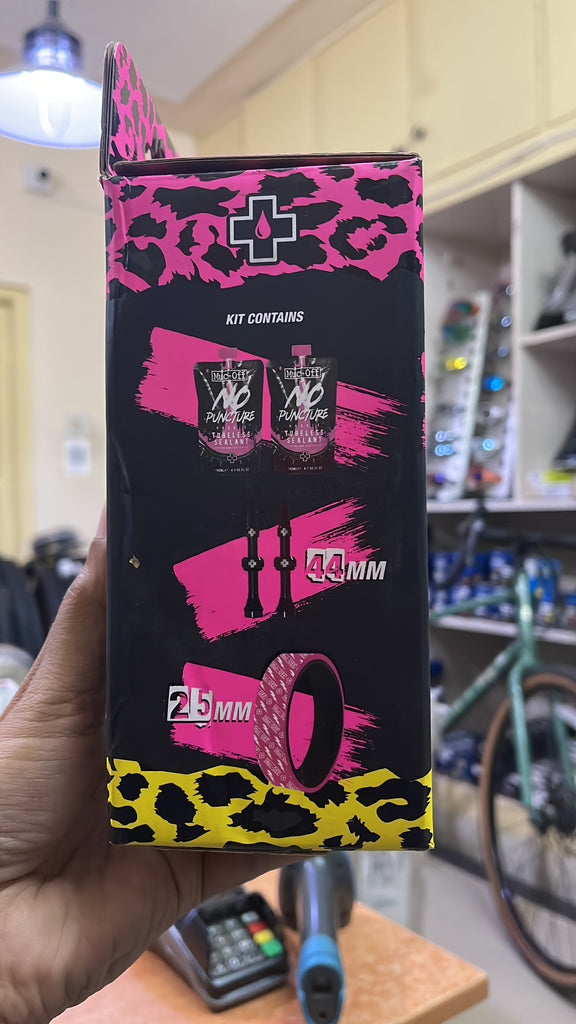 KIT CONTAINS
Muc-Off Muc-Off
NO NO
PUNCTURE PUNCTURE
TUBELESS TUBELESS
SEALANT SEALANT
44MM
25MM